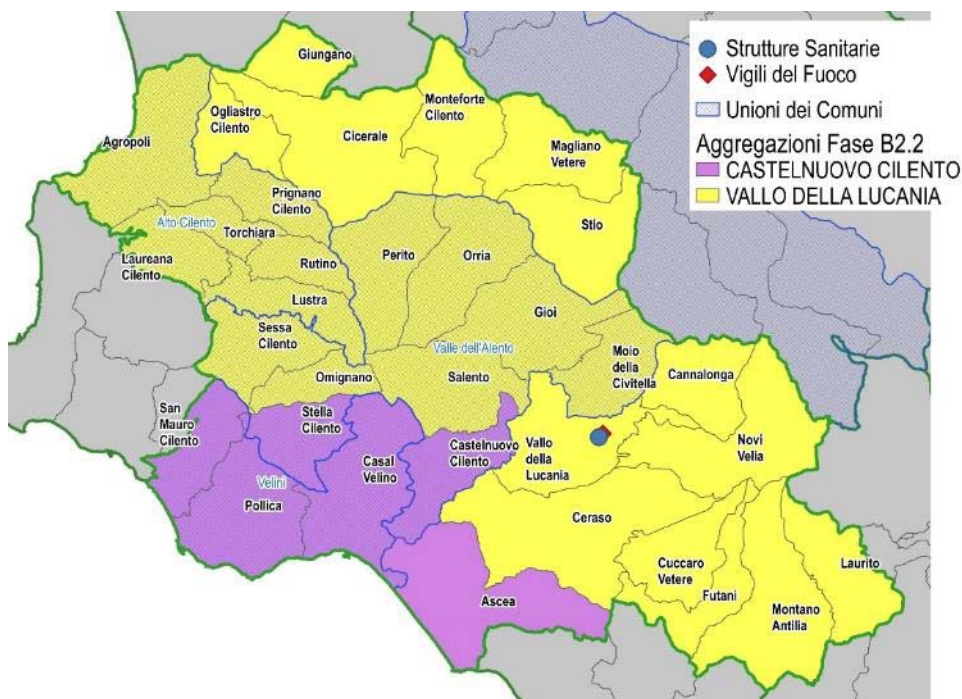 Giungano
Strutture Sanitarie
Vigili del Fuoco
Unioni dei Comuni
Aggregazioni Fase B2.2
CASTELNUOVO CILENTO
VALLO DELLA LUCANIA
Ogliastro
Cilento
Monteforte
Cilento
Cicerale
Agropoli
Magliano
Vetere
Prignano
Cilento
Alto Cilento
Torchiara
Stio
Laureana
Cilento
Rutino
Perito
Orria
Lustra
Gioi
Sessa
Cilento
Valle dell'Alento
Moio
della
Civitella
Omignano
Salento
Cannalonga
San
Mauro
Cilento
Stella
Cilento
Castelnuovo
Cilento
Vallo
della
Lucania
Novi
Velia
Casal
Velino
Velini
Pollica
Ceraso
Cuccaro
Vetere
Futani
Laurito
Ascea
Montano
Antilia